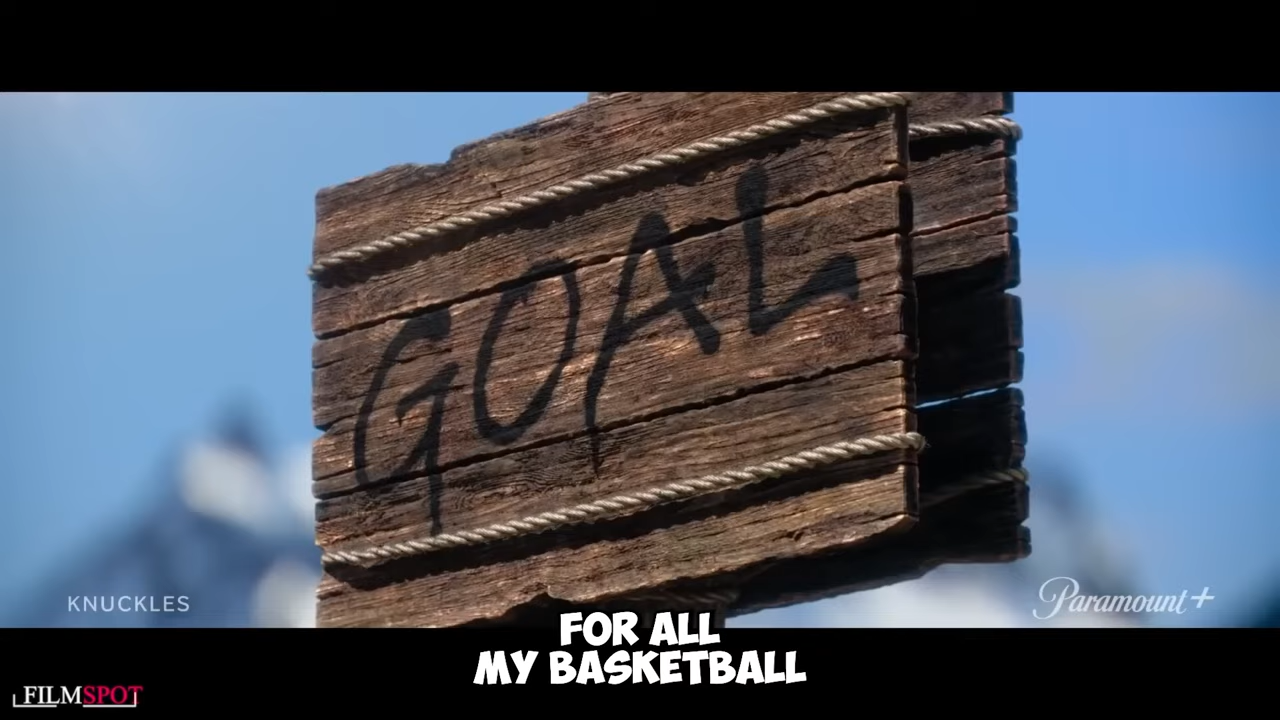 GOAL
KNUCKLES
Paramount+
FOR ALL
MY BASKETBALL
FILMSPOT